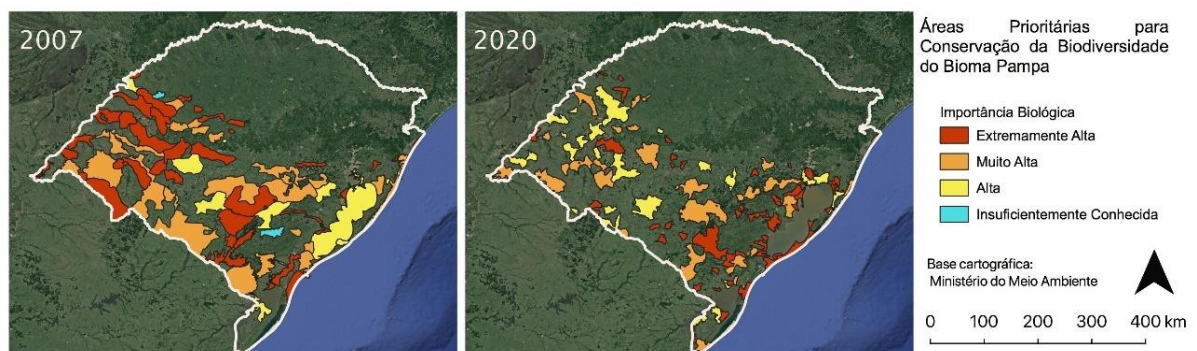 2007
2020
Áreas Prioritárias para
Conservação da Biodiversidade
do Bioma Pampa
Importância Biológica
Extremamente Alta
Muito Alta
Alta
Insuficientemente Conhecida
Base cartográfica:
Ministério do Meio Ambiente
0 100 200 300 400 km